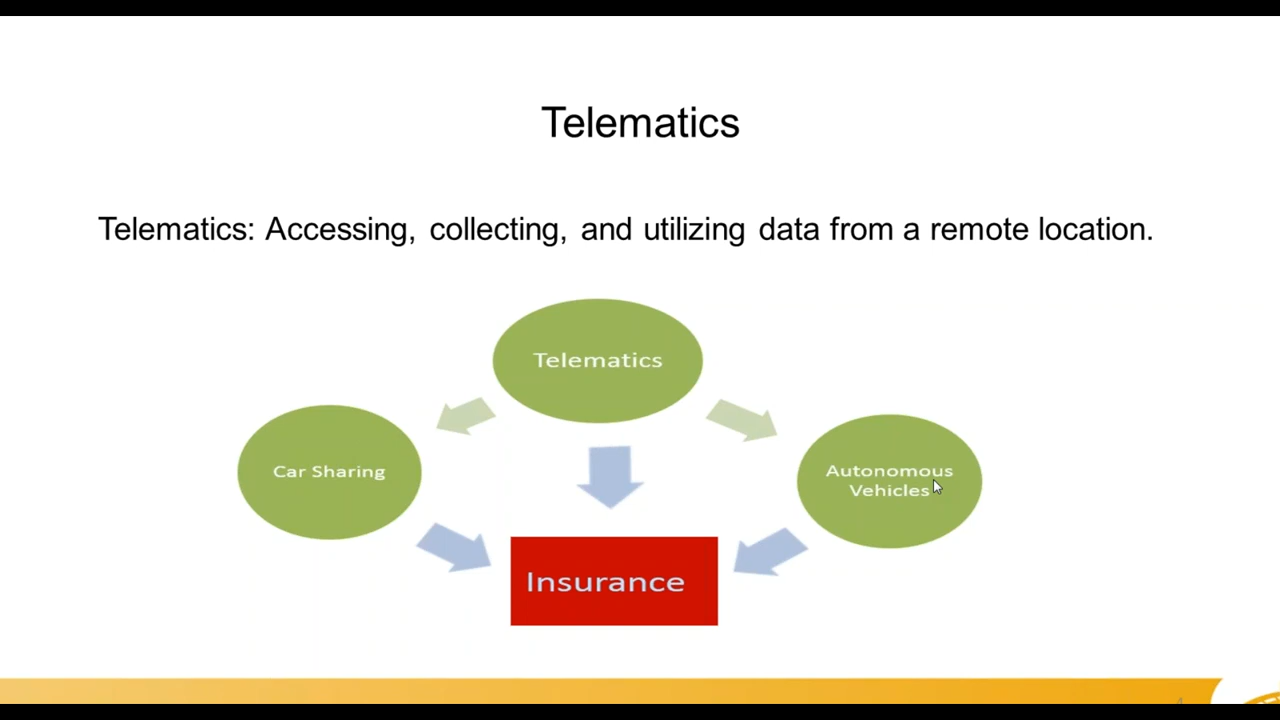 Telematics
Telematics: Accessing, collecting, and utilizing data from a remote location.
Telematics
Car Sharing
Autonomous
Vehicles
Insurance